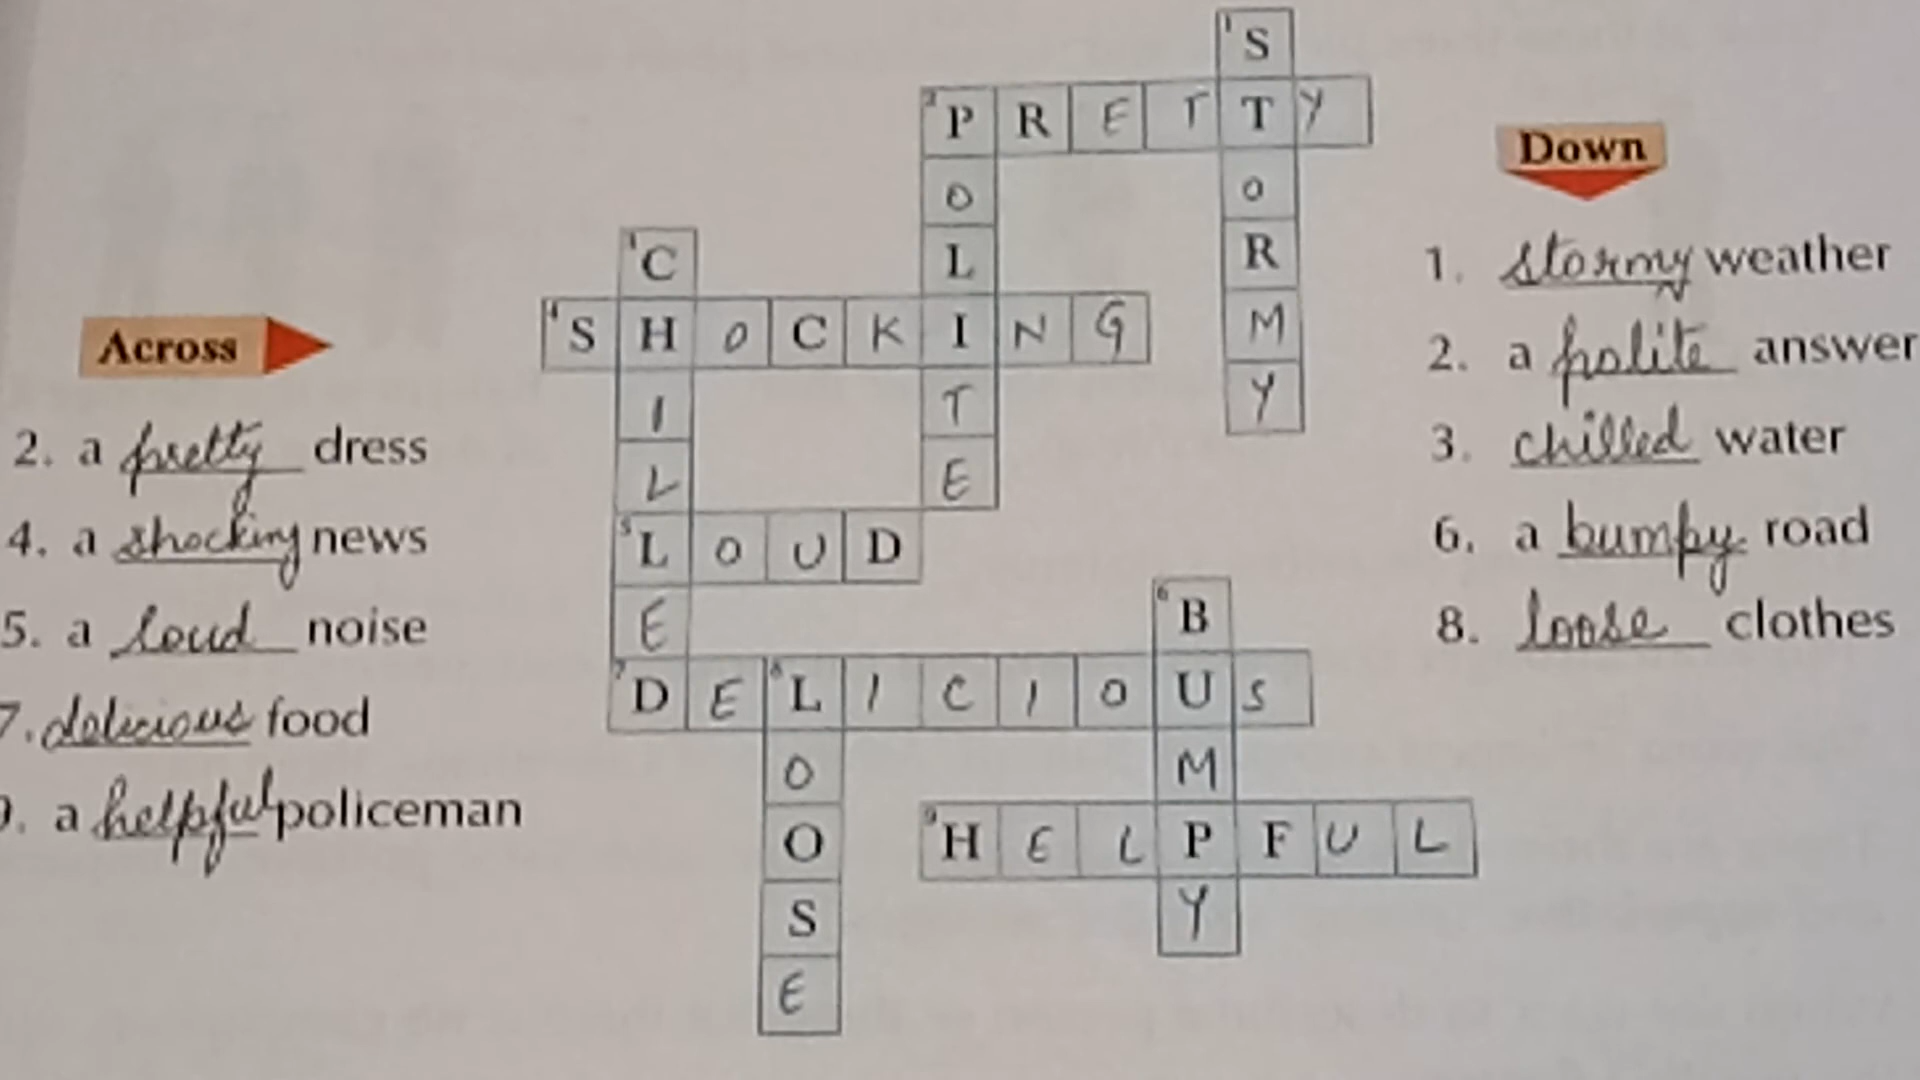 1 S
2 P R E T T Y
O O
L R
3 C
4 S H O C K I N G
M
I T Y
L E
5 L O U D
E
6 B
7 D E 8 L I C I O U S
O M
9 H E L P F U L
O
S Y
E
Across
2. a pretty dress
4. a shocking news
5. a loud noise
7. delicious food
9. a helpful policeman
Down
1. stormy weather
2. a polite answer
3. chilled water
6. a bumpy road
8. loose clothes